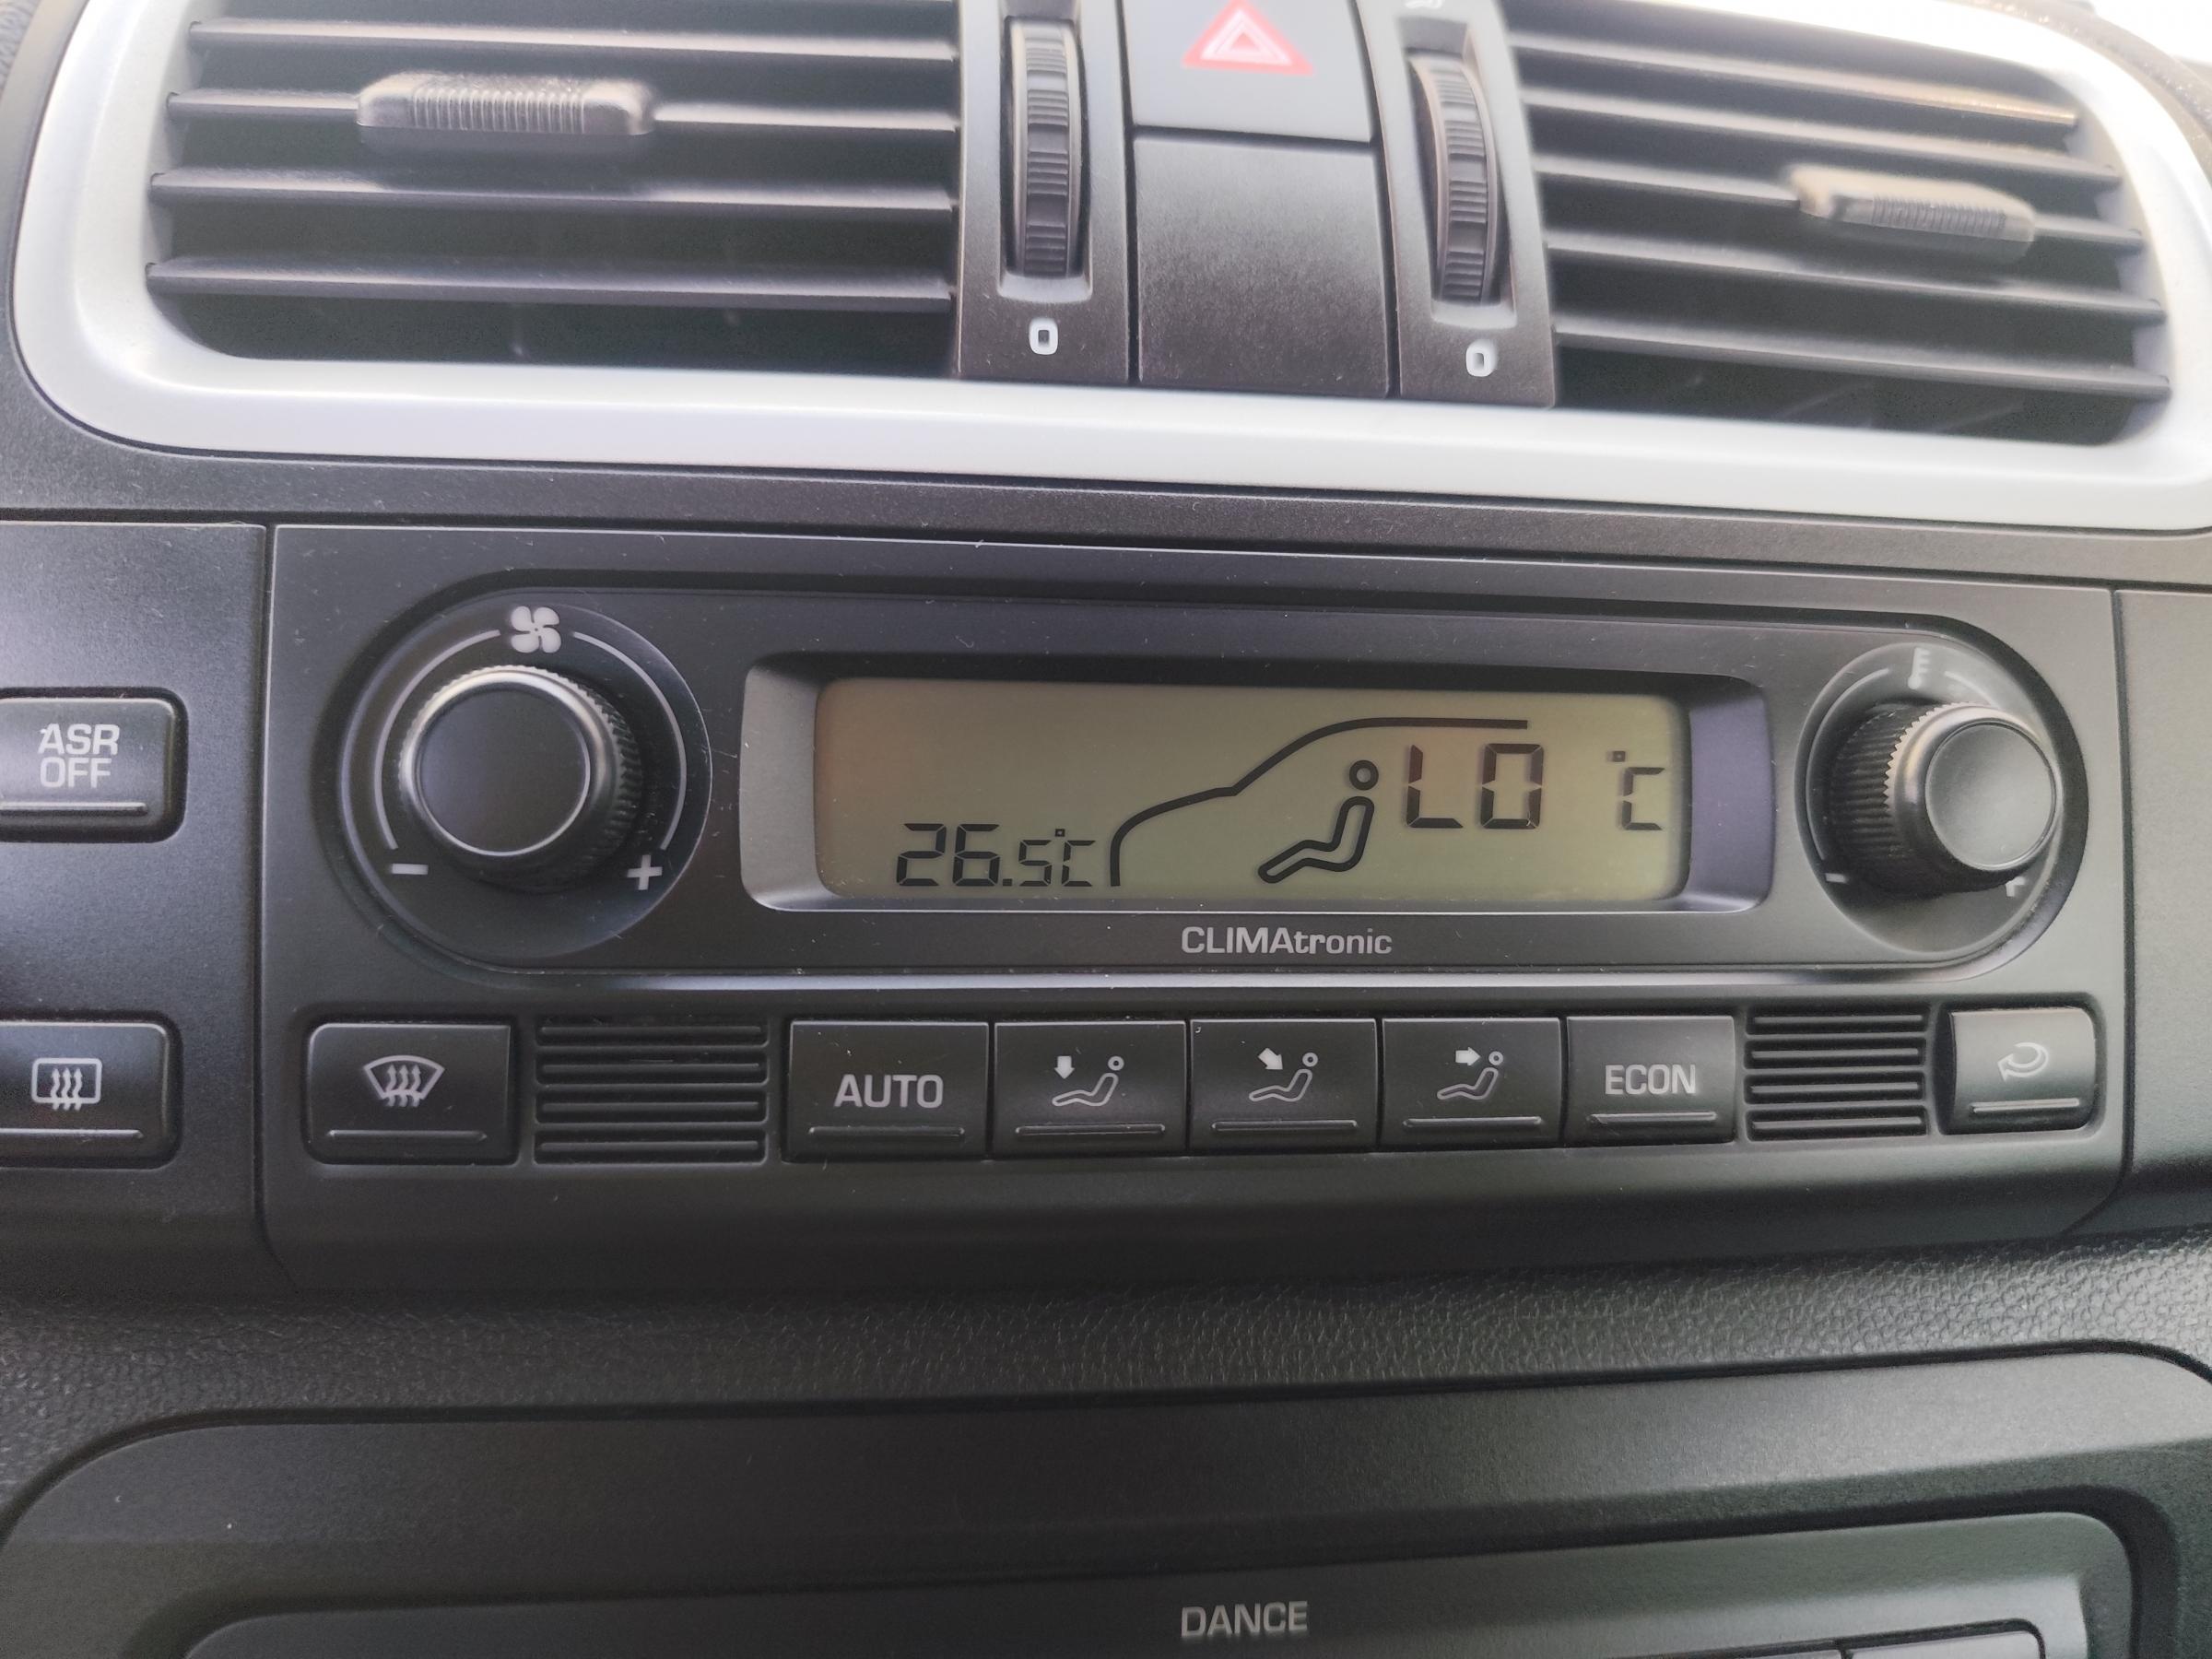 0
0
ASR
OFF
LO °C
26.5°C
- +
- +
CLIMAtronic
AUTO
ECON
DANCE